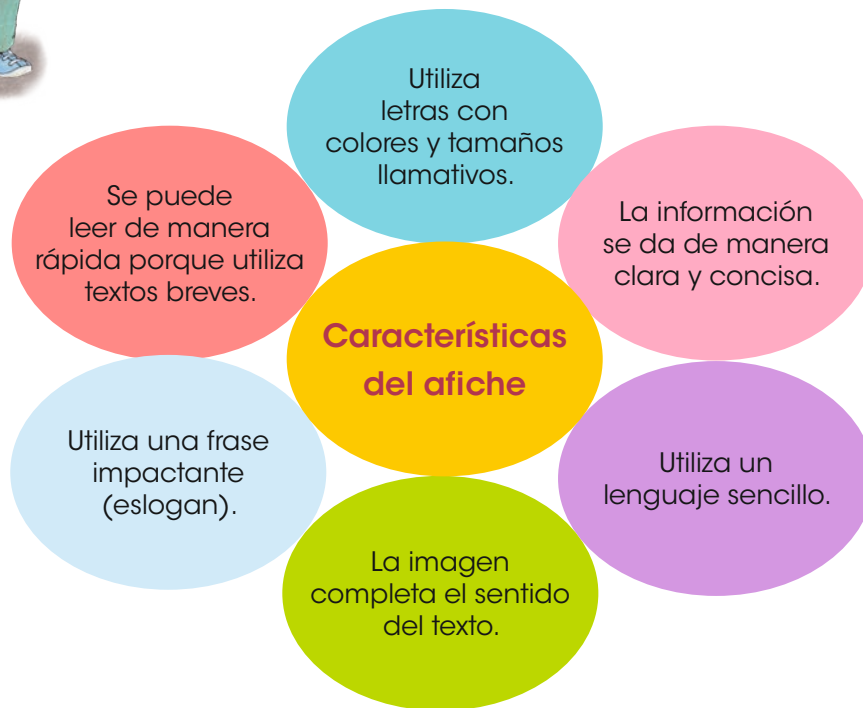 Utiliza
letras con
colores y tamaños
llamativos.
Se puede
leer de manera
rápida porque utiliza
textos breves.
La información
se da de manera
clara y concisa.
Características
del afiche
Utiliza una frase
impactante
(eslogan).
Utiliza un
lenguaje sencillo.
La imagen
completa el sentido
del texto.